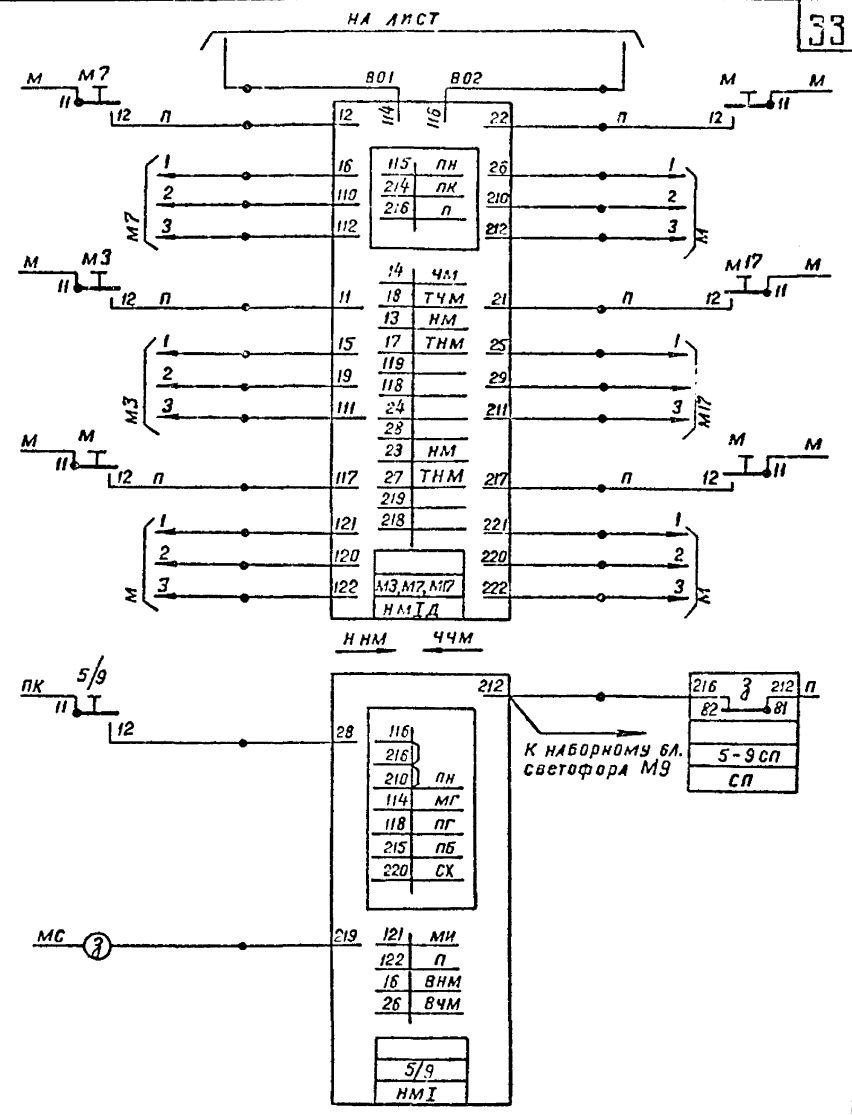 НА ЛИСТ
33
М М7 В01 В02 М М
11 12 П 12 114 116 22 П 12 11
1 16 115 ПН 26 1
2 110 214 ПК 210 2
3 112 216 П 212 3
М7 М
М М3 14 ЧМ М17 М
11 12 П 11 18 ТЧМ 21 П 12 11
13 НМ
1 15 17 ТНМ 25 1
119
2 19 118 29
3 111 24 211 3
М3 М17
28
М М 23 НМ М М
11 12 П 117 27 ТНМ 217 П 12 11
219
218
1 121 221 1
2 120 220 2
3 122 М3,М7,М17 222 3
М М
НМIД
ННМ ЧЧМ
ПК 5/9 212 216 З 212 П
11 82 81
12 28 116
К НАБОРНОМУ БЛ.
СВЕТОФОРА М9
5-9СП
СП
216
210 ПН
114 МГ
118 ПГ
215 ПБ
220 СХ
МС З 219 121 МИ
122 П
16 ВНМ
26 ВЧМ
5/9
НМI